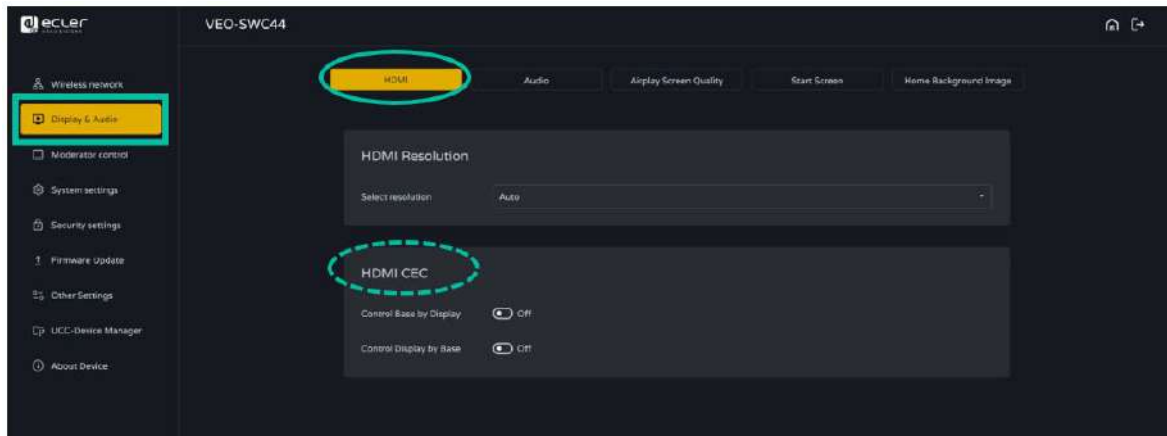 ecler
VEO-SWC44
Wireless network
Display & Audio
Moderator control
System settings
Security settings
Firmware Update
Other Settings
UCC-Device Manager
About Device
HDMI
Audio
Airplay Screen Quality
Start Screen
Home Background Image
HDMI Resolution
Select resolution
Auto
HDMI CEC
Control Base by Display
Off
Control Display by Base
Off